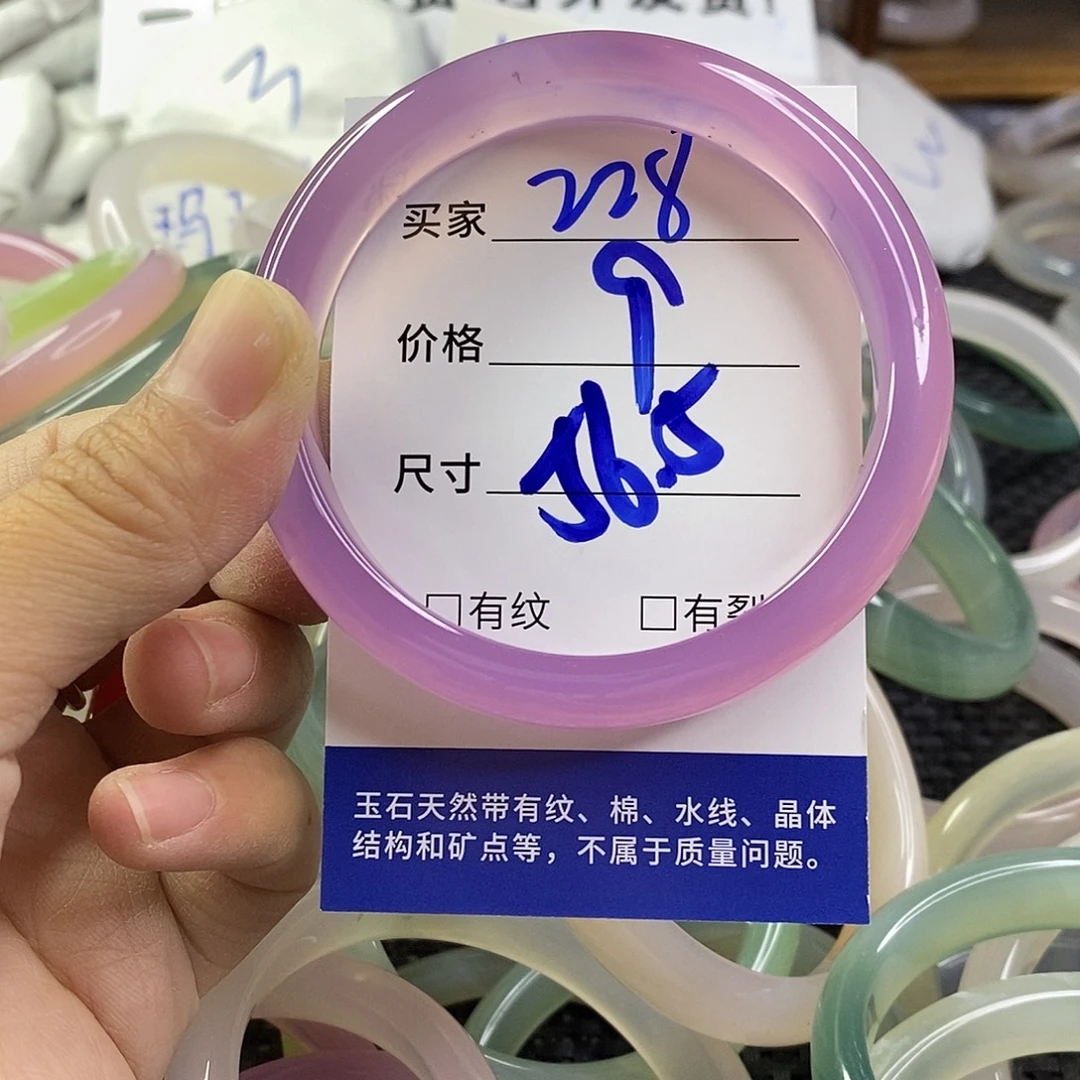 买家 228
价格 9
尺寸 56.5
□有纹 □有裂
玉石天然带有纹、棉、水线、晶体
结构和矿点等，不属于质量问题。